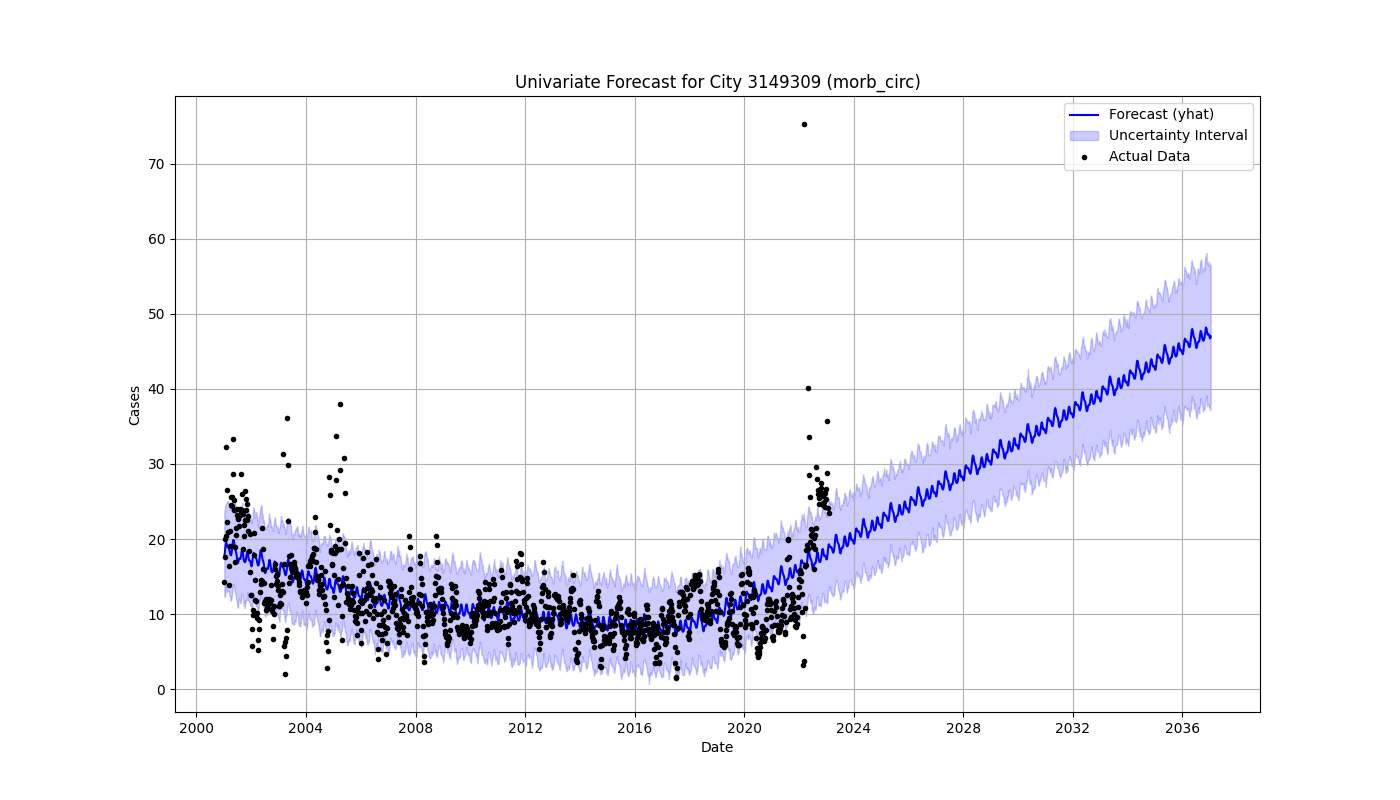 Univariate Forecast for City 3149309 (morb_circ)
Forecast (yhat)
Uncertainty Interval
Actual Data
Cases
70
60
50
40
30
20
10
0
2000 2004 2008 2012 2016 2020 2024 2028 2032 2036
Date